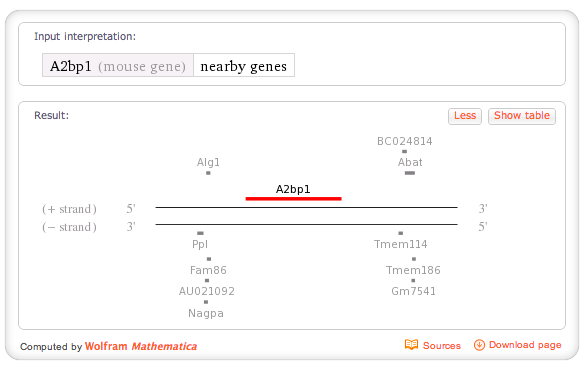 Input interpretation:
A2bp1 (mouse gene) nearby genes
Result:
Less Show table
BC024814
Alg1 Abat
A2bp1
(+ strand) 5' 3'
(− strand) 3' 5'
Ppl Tmem114
Fam86 Tmem186
AU021092 Gm7541
Nagpa
Computed by Wolfram Mathematica Sources Download page